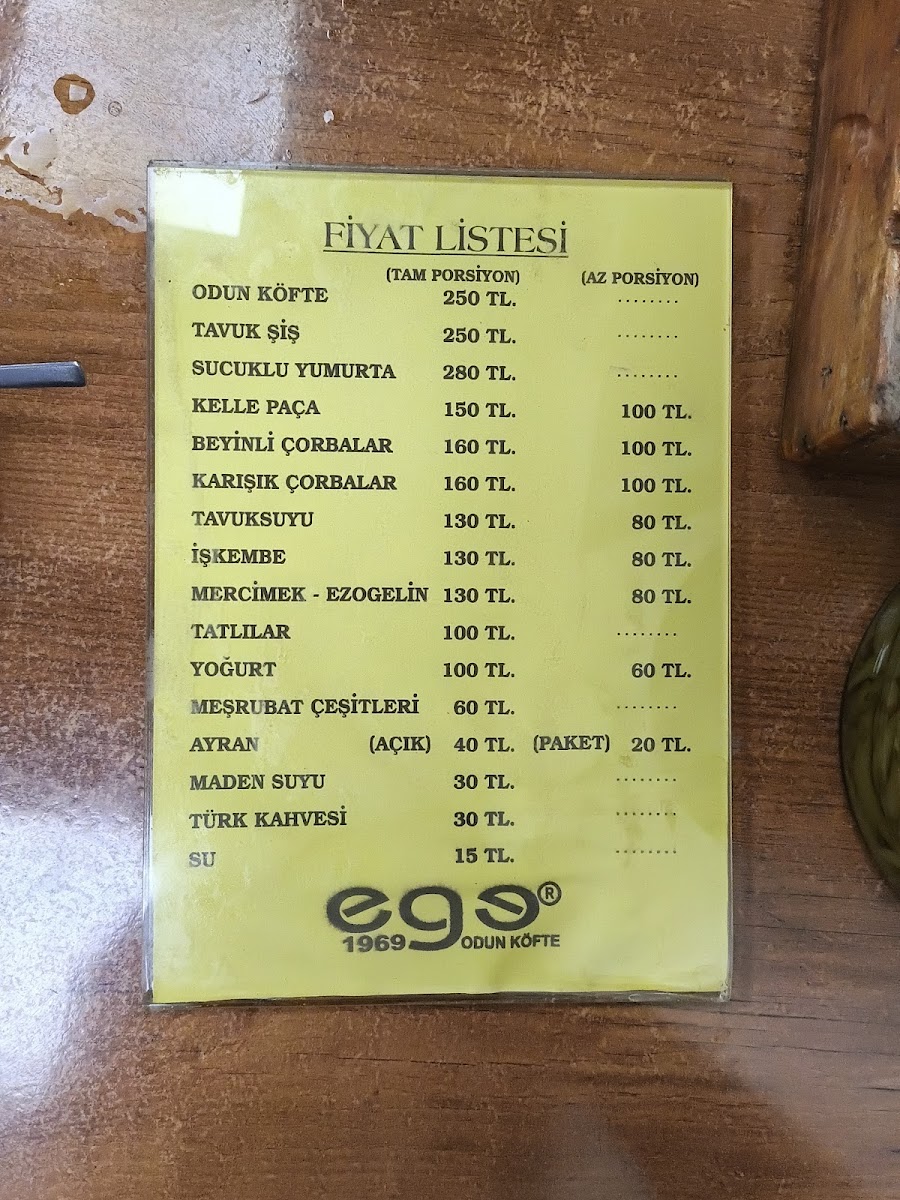 FİYAT LİSTESİ
(TAM PORSİYON) (AZ PORSİYON)
ODUN KÖFTE 250 TL. ........
TAVUK ŞİŞ 250 TL. ........
SUCUKLU YUMURTA 280 TL. ........
KELLE PAÇA 150 TL. 100 TL.
BEYİNLİ ÇORBALAR 160 TL. 100 TL.
KARIŞIK ÇORBALAR 160 TL. 100 TL.
TAVUKSUYU 130 TL. 80 TL.
İŞKEMBE 130 TL. 80 TL.
MERCİMEK - EZOGELİN 130 TL. 80 TL.
TATLILAR 100 TL. ........
YOĞURT 100 TL. 60 TL.
MEŞRUBAT ÇEŞİTLERİ 60 TL. ........
AYRAN (AÇIK) 40 TL. (PAKET) 20 TL.
MADEN SUYU 30 TL. ........
TÜRK KAHVESİ 30 TL. ........
SU 15 TL. ........
ege®
1969 ODUN KÖFTE